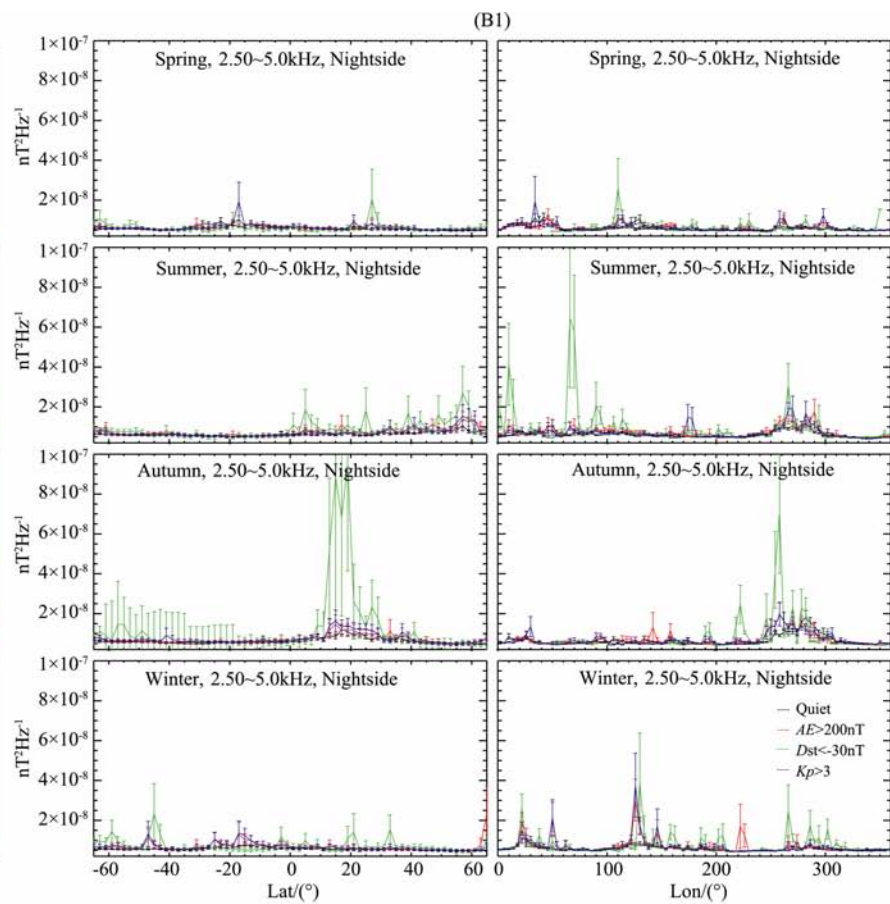 (B1)
Spring, 2.50~5.0kHz, Nightside
Spring, 2.50~5.0kHz, Nightside
1×10⁻⁷
8×10⁻⁸
6×10⁻⁸
4×10⁻⁸
2×10⁻⁸
nT²Hz⁻¹
Summer, 2.50~5.0kHz, Nightside
Summer, 2.50~5.0kHz, Nightside
1×10⁻⁷
8×10⁻⁸
6×10⁻⁸
4×10⁻⁸
2×10⁻⁸
nT²Hz⁻¹
Autumn, 2.50~5.0kHz, Nightside
Autumn, 2.50~5.0kHz, Nightside
1×10⁻⁷
8×10⁻⁸
6×10⁻⁸
4×10⁻⁸
2×10⁻⁸
nT²Hz⁻¹
Winter, 2.50~5.0kHz, Nightside
Winter, 2.50~5.0kHz, Nightside
1×10⁻⁷
8×10⁻⁸
6×10⁻⁸
4×10⁻⁸
2×10⁻⁸
nT²Hz⁻¹
Quiet
AE>200nT
Dst<-30nT
Kp>3
-60 -40 -20 0 20 40 60
0 100 200 300
Lat/(°)
Lon/(°)